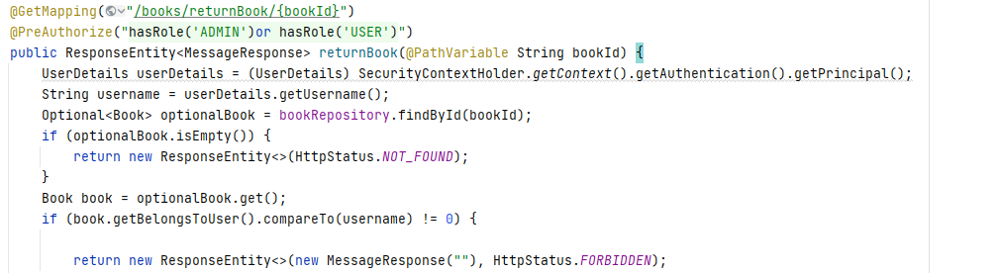 @GetMapping("/books/returnBook/{bookId}")
@PreAuthorize("hasRole('ADMIN')or hasRole('USER')")
public ResponseEntity<MessageResponse> returnBook(@PathVariable String bookId) {
UserDetails userDetails = (UserDetails) SecurityContextHolder.getContext().getAuthentication().getPrincipal();
String username = userDetails.getUsername();
Optional<Book> optionalBook = bookRepository.findById(bookId);
if (optionalBook.isEmpty()) {
return new ResponseEntity<>(HttpStatus.NOT_FOUND);
}
Book book = optionalBook.get();
if (book.getBelongsToUser().compareTo(username) != 0) {
return new ResponseEntity<>(new MessageResponse(""), HttpStatus.FORBIDDEN);